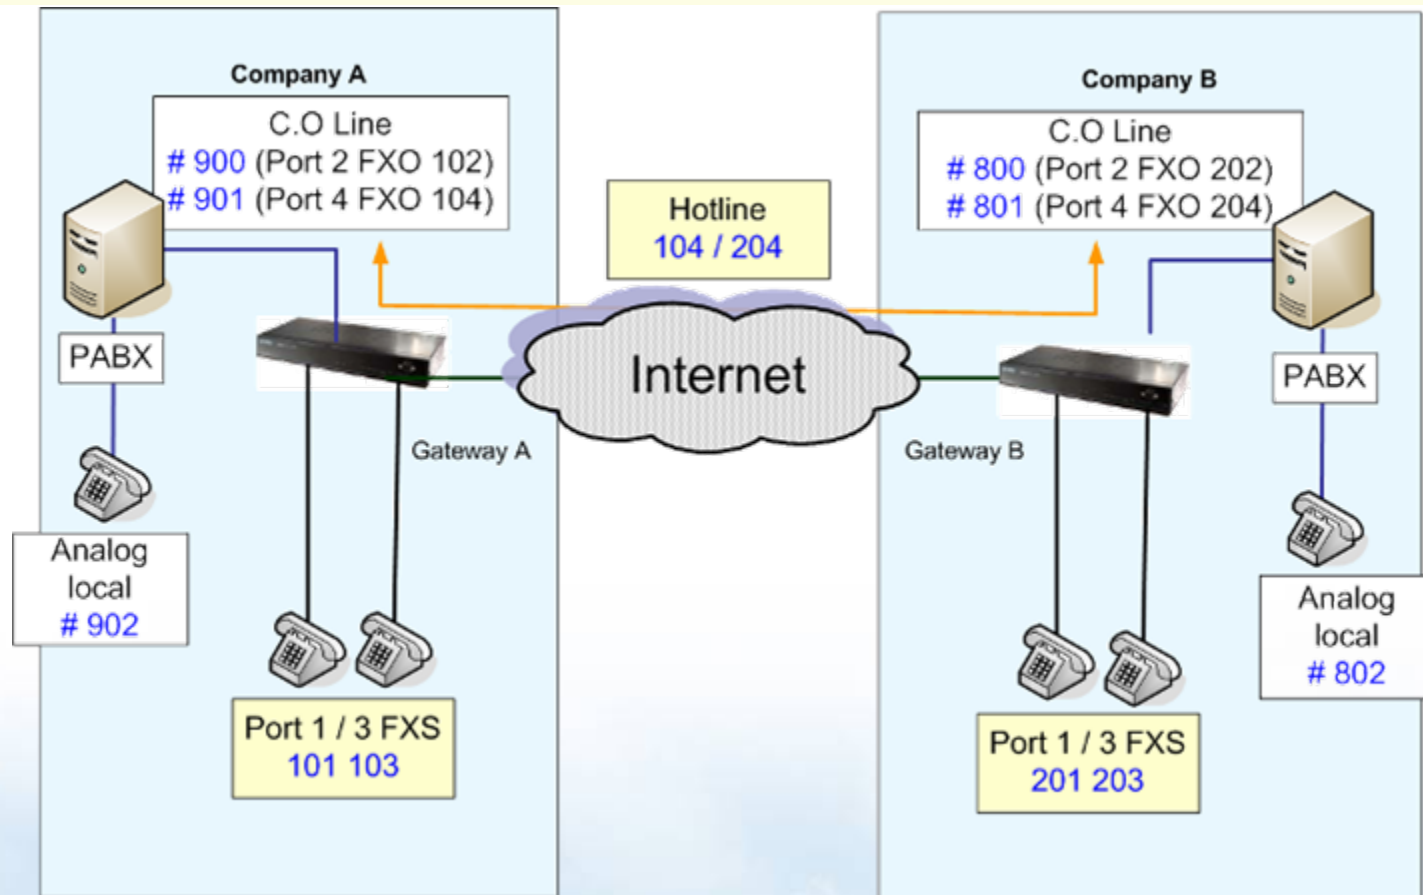 Company A
C.O Line
# 900 (Port 2 FXO 102)
# 901 (Port 4 FXO 104)
PABX
Analog
local
# 902
Gateway A
Port 1 / 3 FXS
101 103
Hotline
104 / 204
Internet
Company B
C.O Line
# 800 (Port 2 FXO 202)
# 801 (Port 4 FXO 204)
PABX
Gateway B
Analog
local
# 802
Port 1 / 3 FXS
201 203